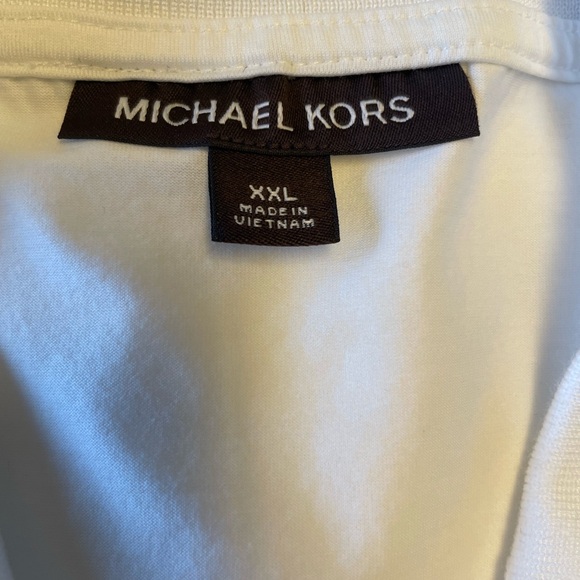 MICHAEL KORS
XXL
MADE IN
VIETNAM